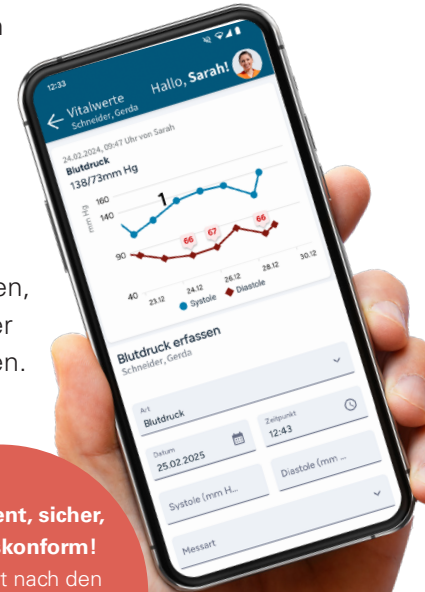 n
12:33
Vitalwerte
Schneider, Gerda
Hallo, Sarah!
24.02.2024, 09:47 Uhr von Sarah
Blutdruck
138/73mm Hg
mm Hg
160
140
90
40
1
66
67
66
23.12
24.12
26.12
28.12
30.12
Systole
Diastole
en,
er
en.
Blutdruck erfassen
Schneider, Gerda
Art
Blutdruck
Datum
25.02.2025
Zeitpunkt
12:43
Systole (mm H...
Diastole (mm ...
Messart
ent, sicher,
skonform!
t nach den